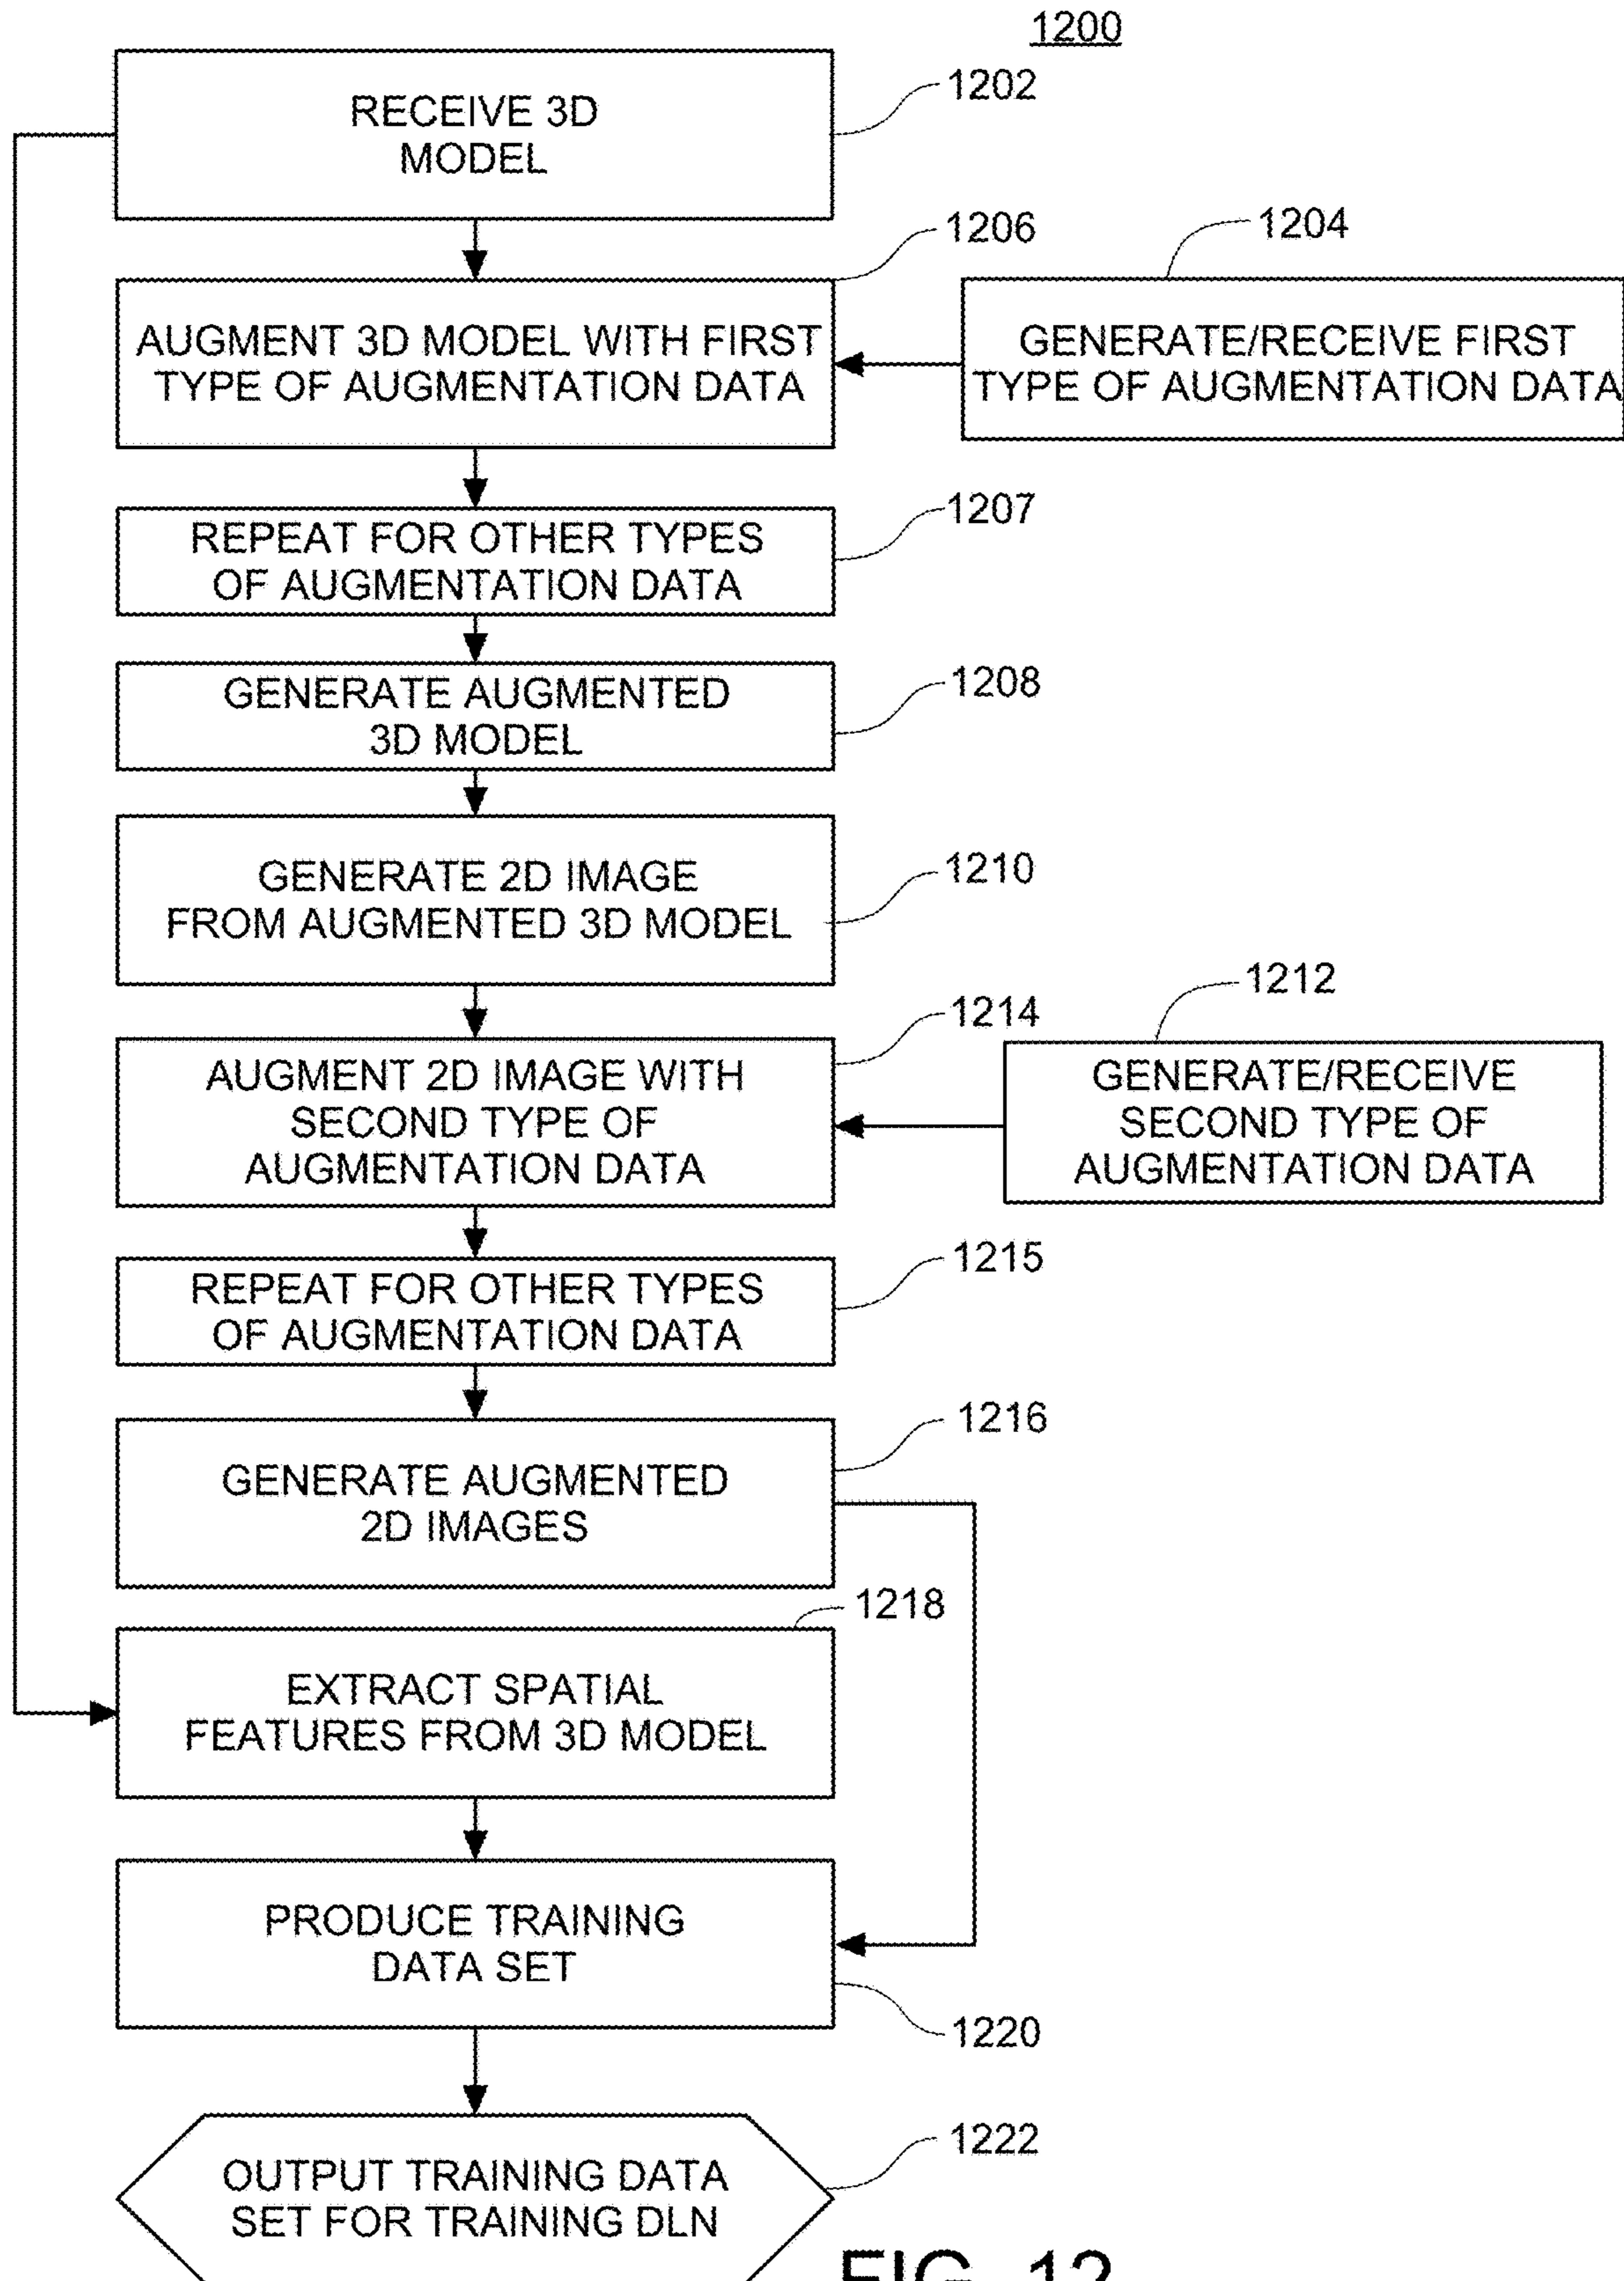 1200
RECEIVE 3D
MODEL
1202
1206
1204
AUGMENT 3D MODEL WITH FIRST
TYPE OF AUGMENTATION DATA
GENERATE/RECEIVE FIRST
TYPE OF AUGMENTATION DATA
1207
REPEAT FOR OTHER TYPES
OF AUGMENTATION DATA
1208
GENERATE AUGMENTED
3D MODEL
1210
GENERATE 2D IMAGE
FROM AUGMENTED 3D MODEL
1212
1214
AUGMENT 2D IMAGE WITH
SECOND TYPE OF
AUGMENTATION DATA
GENERATE/RECEIVE
SECOND TYPE OF
AUGMENTATION DATA
1215
REPEAT FOR OTHER TYPES
OF AUGMENTATION DATA
1216
GENERATE AUGMENTED
2D IMAGES
1218
EXTRACT SPATIAL
FEATURES FROM 3D MODEL
PRODUCE TRAINING
DATA SET
1220
1222
OUTPUT TRAINING DATA
SET FOR TRAINING DLN
FIG. 12